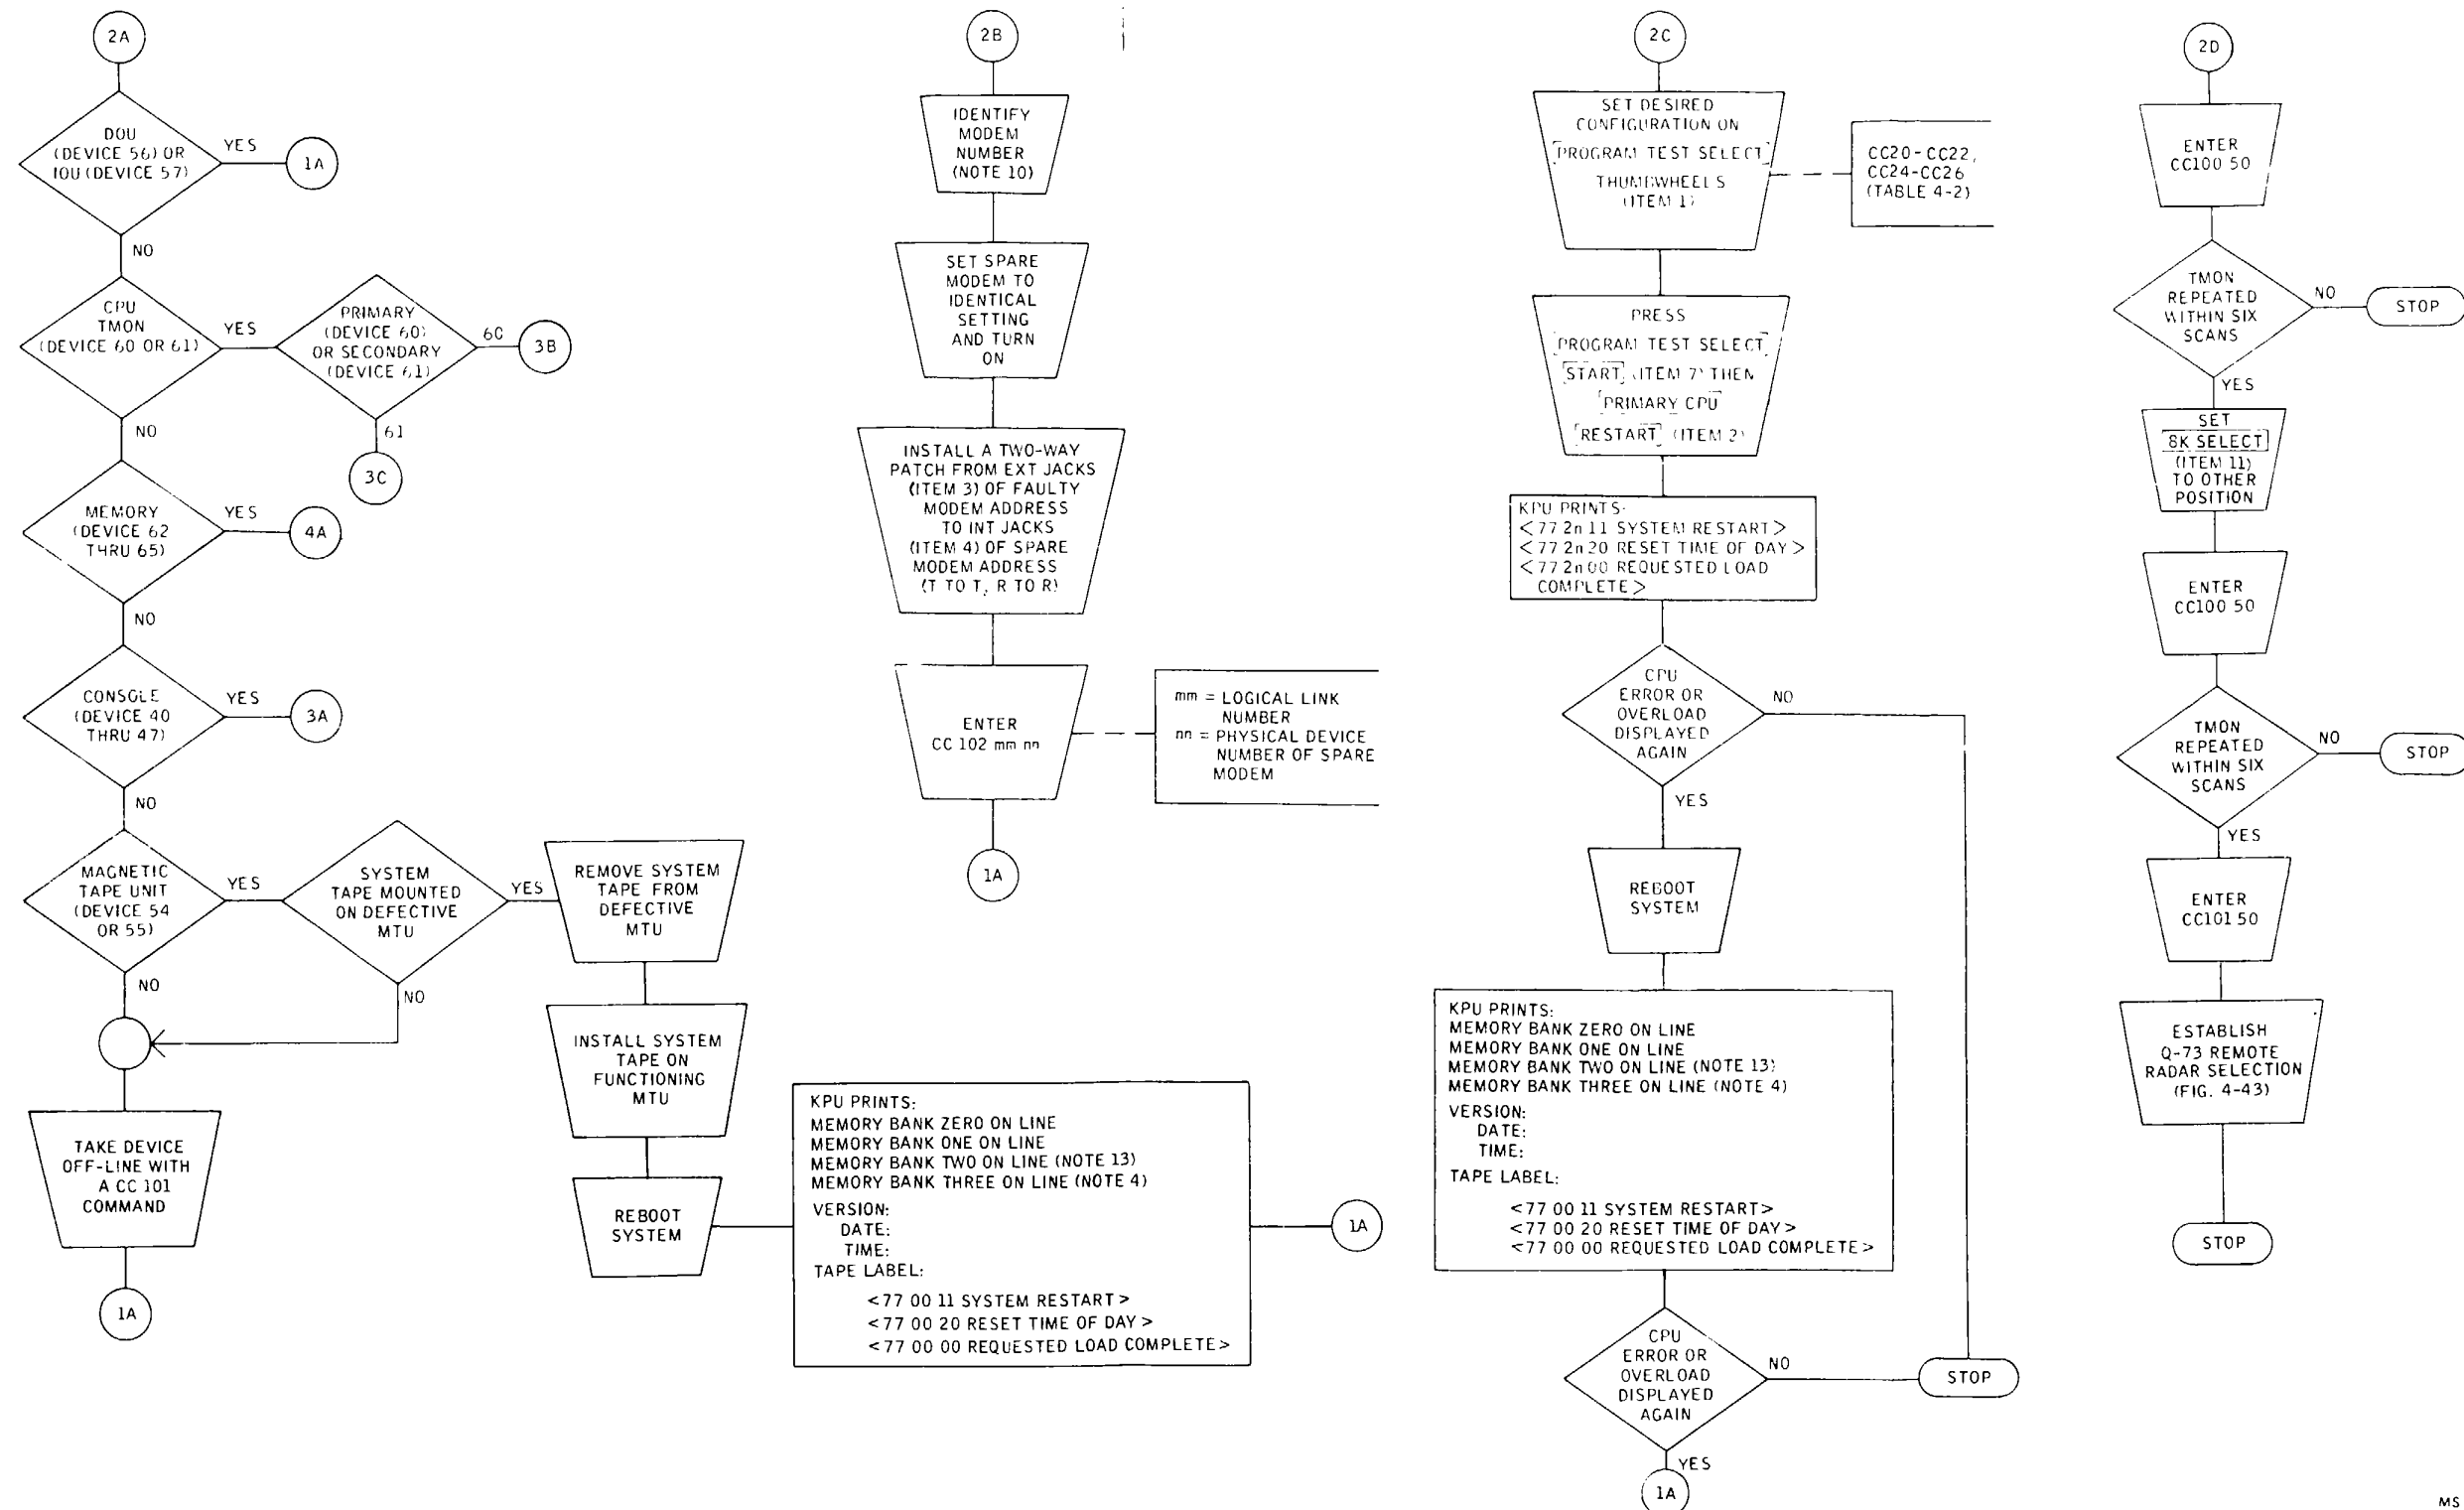 2A
DOU
(DEVICE 56) OR
IOU (DEVICE 57)
YES
1A
NO
CPU
TMON
(DEVICE 60 OR 61)
YES
PRIMARY
(DEVICE 60)
OR SECONDARY
(DEVICE 61)
60
3B
61
3C
NO
MEMORY
(DEVICE 62
THRU 65)
YES
4A
NO
CONSOLE
(DEVICE 40
THRU 47)
YES
3A
NO
MAGNETIC
TAPE UNIT
(DEVICE 54
OR 55)
YES
SYSTEM
TAPE MOUNTED
ON DEFECTIVE
MTU
YES
REMOVE SYSTEM
TAPE FROM
DEFECTIVE
MTU
NO
NO
INSTALL SYSTEM
TAPE ON
FUNCTIONING
MTU
TAKE DEVICE
OFF-LINE WITH
A CC 101
COMMAND
1A
REBOOT
SYSTEM
KPU PRINTS:
MEMORY BANK ZERO ON LINE
MEMORY BANK ONE ON LINE
MEMORY BANK TWO ON LINE (NOTE 13)
MEMORY BANK THREE ON LINE (NOTE 4)
VERSION:
DATE:
TIME:
TAPE LABEL:
<77 00 11 SYSTEM RESTART>
<77 00 20 RESET TIME OF DAY>
<77 00 00 REQUESTED LOAD COMPLETE>
1A
2B
IDENTIFY
MODEM
NUMBER
(NOTE 10)
SET SPARE
MODEM TO
IDENTICAL
SETTING
AND TURN
ON
INSTALL A TWO-WAY
PATCH FROM EXT JACKS
(ITEM 3) OF FAULTY
MODEM ADDRESS
TO INT JACKS
(ITEM 4) OF SPARE
MODEM ADDRESS
(T TO T, R TO R)
ENTER
CC 102 mm nn
mm = LOGICAL LINK
NUMBER
nn = PHYSICAL DEVICE
NUMBER OF SPARE
MODEM
1A
2C
SET DESIRED
CONFIGURATION ON
PROGRAM TEST SELECT
THUMBWHEELS
(ITEM 1)
CC20-CC22,
CC24-CC26
(TABLE 4-2)
PRESS
PROGRAM TEST SELECT
START (ITEM 7) THEN
PRIMARY CPU
RESTART (ITEM 2)
KPU PRINTS:
<77 2n 11 SYSTEM RESTART>
<77 2n 20 RESET TIME OF DAY>
<77 2n 00 REQUESTED LOAD
COMPLETE>
CPU
ERROR OR
OVERLOAD
DISPLAYED
AGAIN
NO
YES
REBOOT
SYSTEM
KPU PRINTS:
MEMORY BANK ZERO ON LINE
MEMORY BANK ONE ON LINE
MEMORY BANK TWO ON LINE (NOTE 13)
MEMORY BANK THREE ON LINE (NOTE 4)
VERSION:
DATE:
TIME:
TAPE LABEL:
<77 00 11 SYSTEM RESTART>
<77 00 20 RESET TIME OF DAY>
<77 00 00 REQUESTED LOAD COMPLETE>
CPU
ERROR OR
OVERLOAD
DISPLAYED
AGAIN
NO
STOP
YES
1A
2D
ENTER
CC100 50
TMON
REPEATED
WITHIN SIX
SCANS
NO
STOP
YES
SET
8K SELECT
(ITEM 11)
TO OTHER
POSITION
ENTER
CC100 50
TMON
REPEATED
WITHIN SIX
SCANS
NO
STOP
YES
ENTER
CC101 50
ESTABLISH
Q-73 REMOTE
RADAR SELECTION
(FIG. 4-43)
STOP
MS